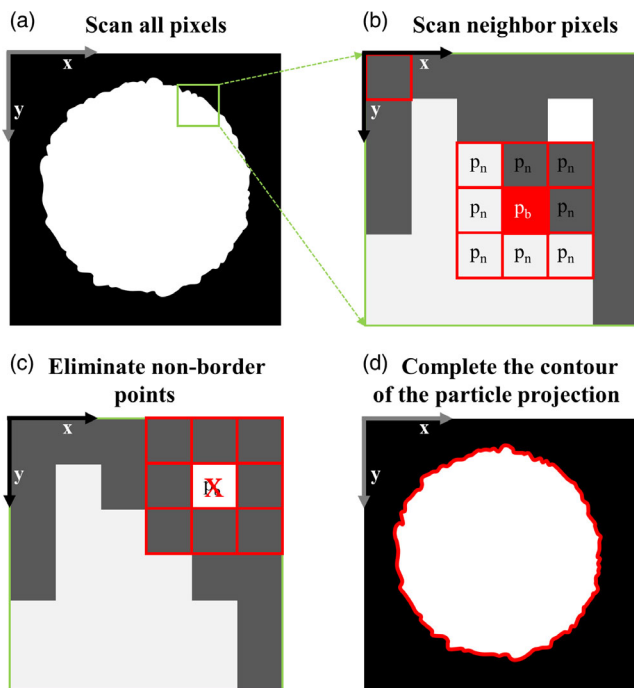 (a) Scan all pixels
x
y
(b) Scan neighbor pixels
x
y
pn pn pn
pn pb pn
pn pn pn
(c) Eliminate non-border
points
x
y
X
(d) Complete the contour
of the particle projection
x
y